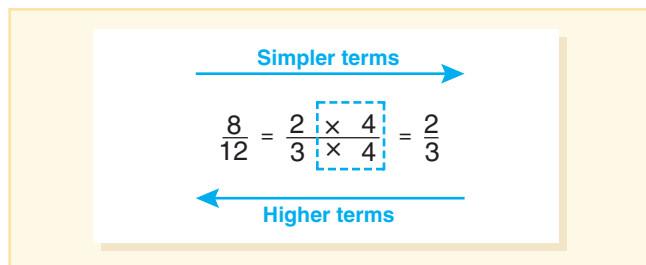 Simpler terms
8/12 = 2 × 4/3 × 4 = 2/3
Higher terms